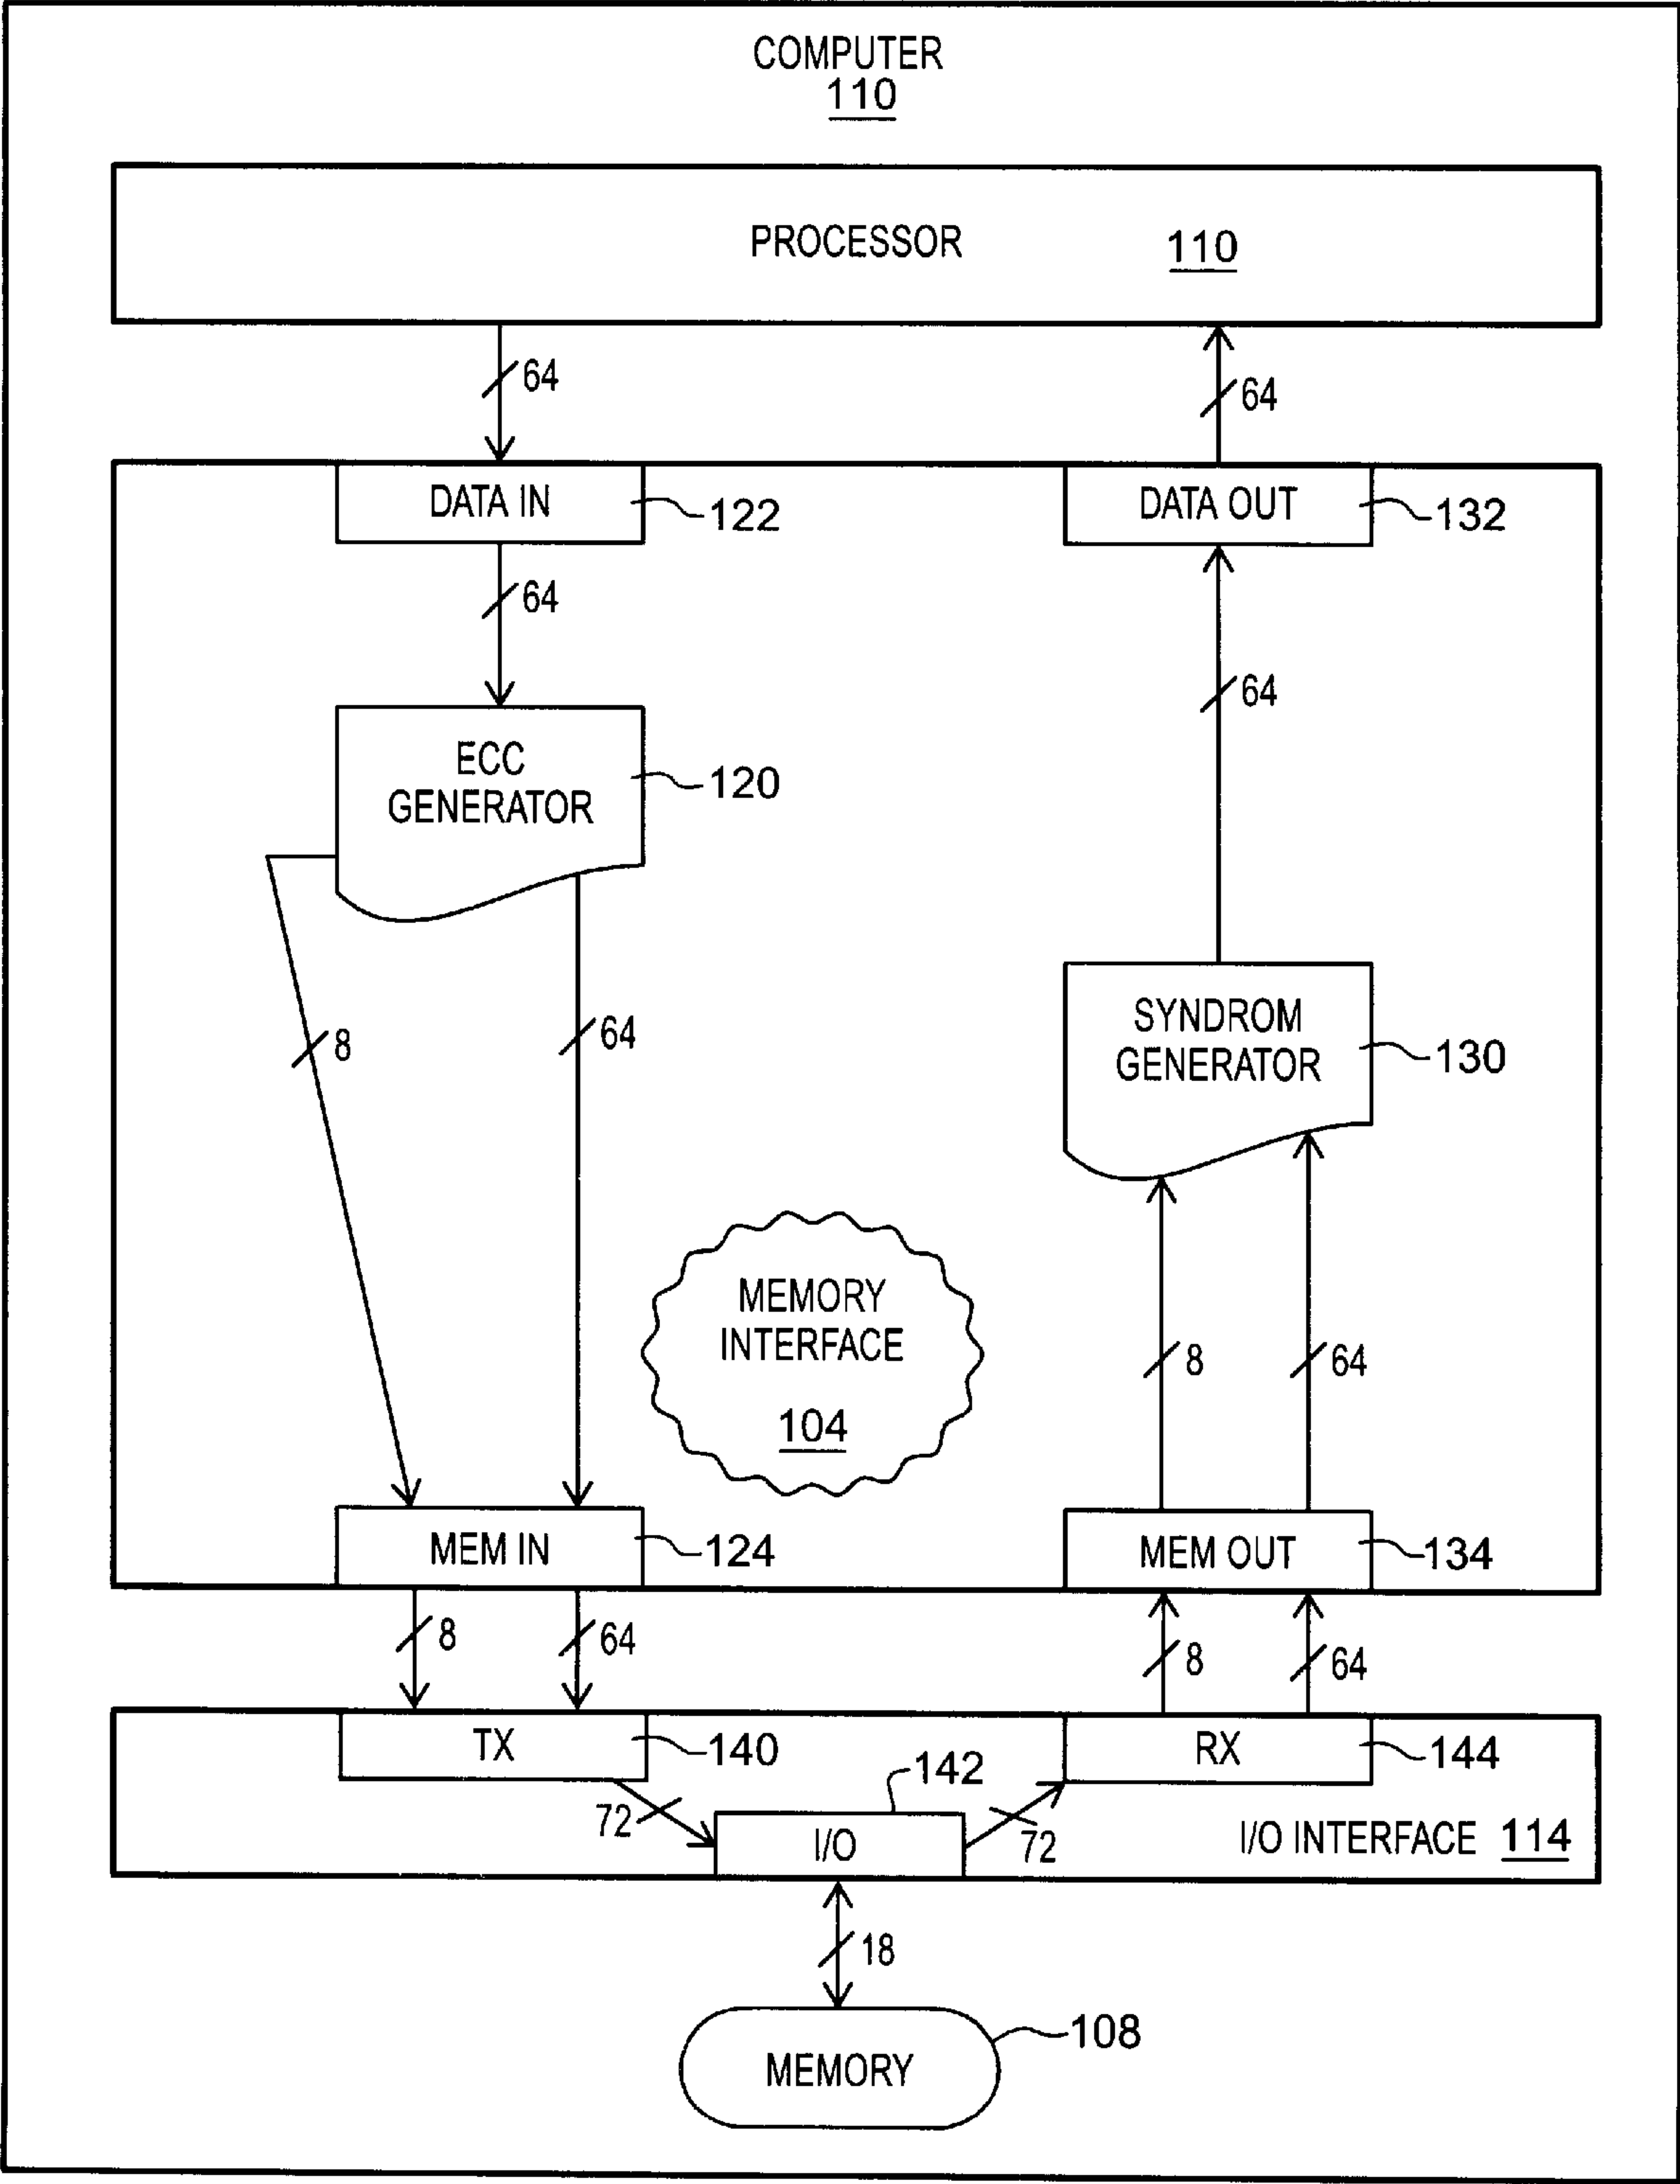 COMPUTER
110
PROCESSOR 110
64
64
DATA IN
122
DATA OUT
132
64
64
ECC
GENERATOR
120
8
64
SYNDROM
GENERATOR
130
MEMORY
INTERFACE
104
8
64
MEM IN
124
MEM OUT
134
8
64
8
64
TX
140
142
RX
144
72
I/O
72
I/O INTERFACE 114
18
108
MEMORY